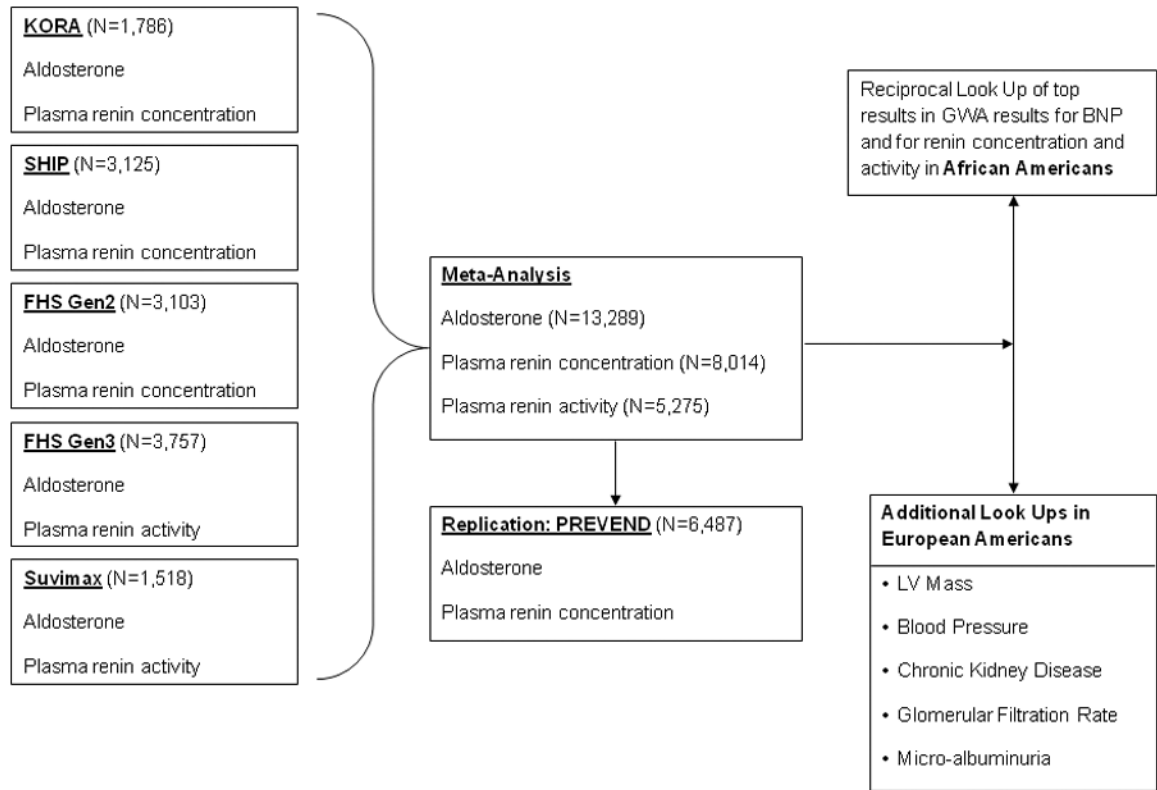 KORA (N=1,786)
Aldosterone
Plasma renin concentration
SHIP (N=3,125)
Aldosterone
Plasma renin concentration
FHS Gen2 (N=3,103)
Aldosterone
Plasma renin concentration
FHS Gen3 (N=3,757)
Aldosterone
Plasma renin activity
Suvimax (N=1,518)
Aldosterone
Plasma renin activity
Meta-Analysis
Aldosterone (N=13,289)
Plasma renin concentration (N=8,014)
Plasma renin activity (N=5,275)
Replication: PREVEND (N=6,487)
Aldosterone
Plasma renin concentration
Reciprocal Look Up of top
results in GWA results for BNP
and for renin concentration and
activity in African Americans
Additional Look Ups in
European Americans
• LV Mass
• Blood Pressure
• Chronic Kidney Disease
• Glomerular Filtration Rate
• Micro-albuminuria